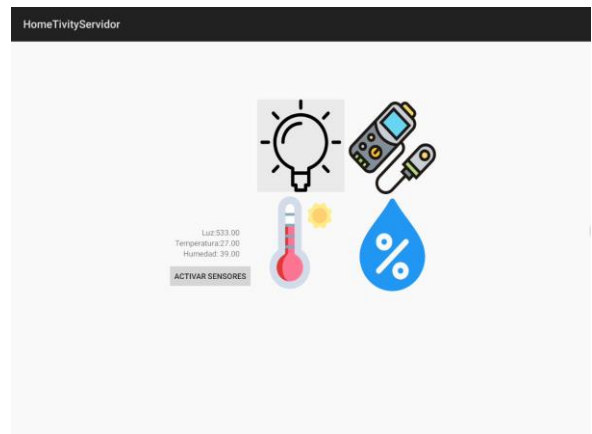 HomeTivityServidor
Luz:533.00
Temperatura:27.00
Humedad: 39.00
ACTIVAR SENSORES
%